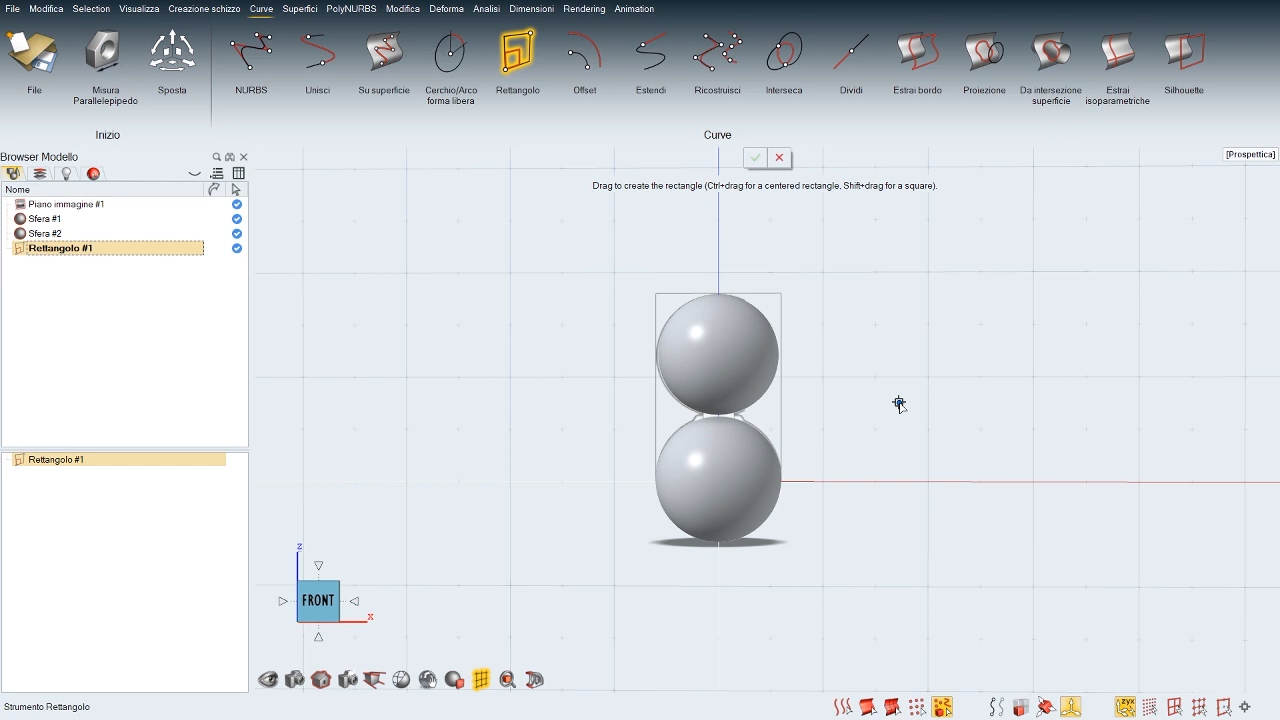 File Modifica Selection Visualizza Creazione schizzo Curve Superfici PolyNURBS Modifica Deforma Analisi Dimensioni Rendering Animation
File Misura Parallelepipedo Sposta NURBS Unisci Su superficie Cerchio/Arco forma libera Rettangolo Offset Estendi Ricostruisci Interseca Dividi Estrai bordo Proiezione Da intersezione superficie Estrai isoparametriche Silhouette
Inizio Curve
Browser Modello
[Prospettica]
Drag to create the rectangle (Ctrl+drag for a centered rectangle. Shift+drag for a square).
Nome
Piano immagine #1
Sfera #1
Sfera #2
Rettangolo #1
Rettangolo #1
z
FRONT
x
Strumento Rettangolo
zyx